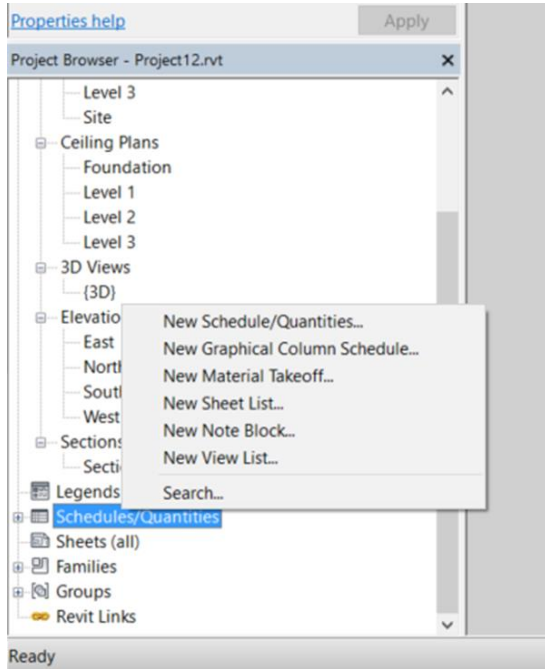 Properties help
Apply
Project Browser - Project12.rvt
Level 3
Site
Ceiling Plans
Foundation
Level 1
Level 2
Level 3
3D Views
{3D}
Elevatio
East
North
South
West
Sections
Secti
Legends
Schedules/Quantities
Sheets (all)
Families
Groups
Revit Links
New Schedule/Quantities...
New Graphical Column Schedule...
New Material Takeoff...
New Sheet List...
New Note Block...
New View List...
Search...
Ready